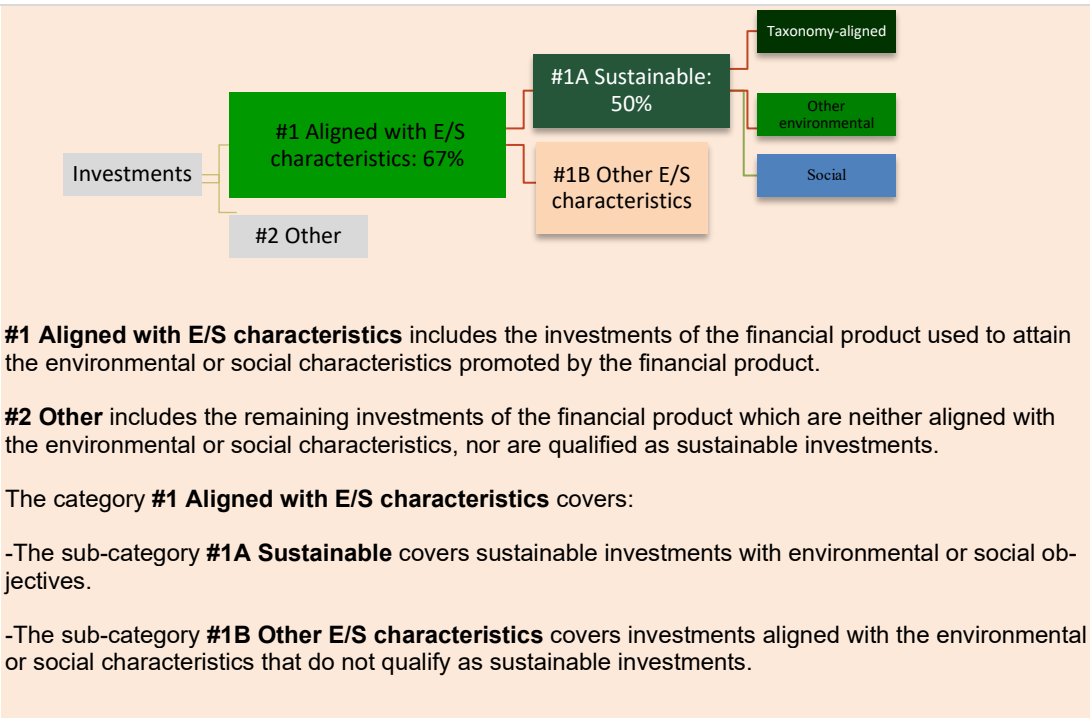 Taxonomy-aligned
#1A Sustainable:
50%
Other
environmental
#1 Aligned with E/S
characteristics: 67%
Investments
#1B Other E/S
characteristics
Social
#2 Other
#1 Aligned with E/S characteristics includes the investments of the financial product used to attain
the environmental or social characteristics promoted by the financial product.
#2 Other includes the remaining investments of the financial product which are neither aligned with
the environmental or social characteristics, nor are qualified as sustainable investments.
The category #1 Aligned with E/S characteristics covers:
-The sub-category #1A Sustainable covers sustainable investments with environmental or social ob-
jectives.
-The sub-category #1B Other E/S characteristics covers investments aligned with the environmental
or social characteristics that do not qualify as sustainable investments.